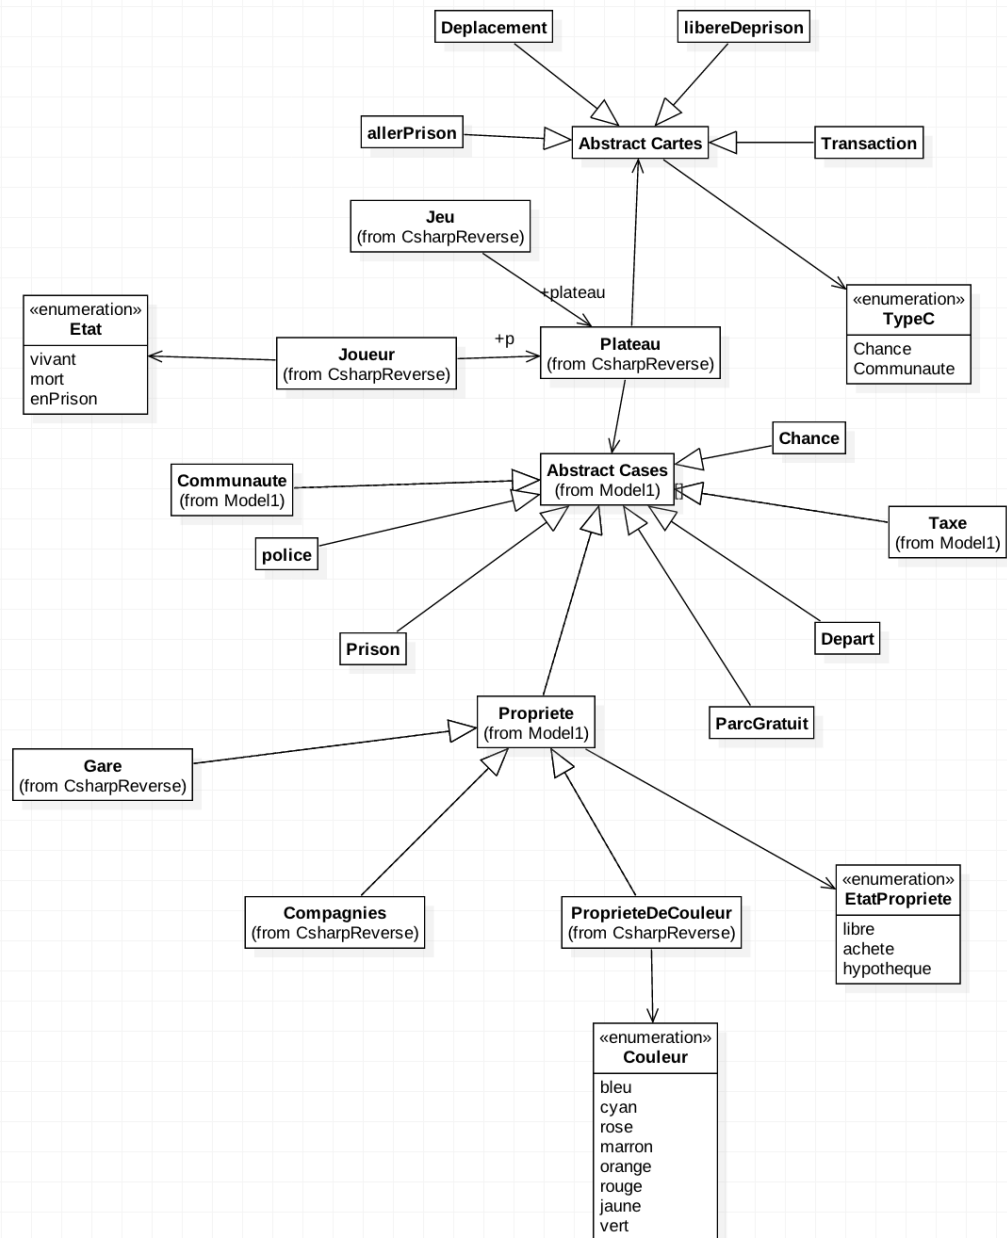 Deplacement
libereDeprison
allerPrison
Abstract Cartes
Transaction
Jeu
(from CsharpReverse)
+plateau
«enumeration»
TypeC
Chance
Communaute
«enumeration»
Etat
vivant
mort
enPrison
Joueur
(from CsharpReverse)
+p
Plateau
(from CsharpReverse)
Chance
Communaute
(from Model1)
Abstract Cases
(from Model1)
Taxe
(from Model1)
police
Prison
Depart
Propriete
(from Model1)
ParcGratuit
Gare
(from CsharpReverse)
Compagnies
(from CsharpReverse)
ProprieteDeCouleur
(from CsharpReverse)
«enumeration»
EtatPropriete
libre
achete
hypotheque
«enumeration»
Couleur
bleu
cyan
rose
marron
orange
rouge
jaune
vert